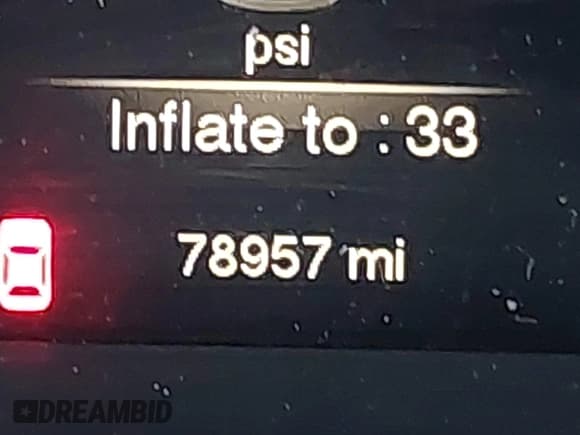 psi
Inflate to : 33
78957 mi
DREAMBID